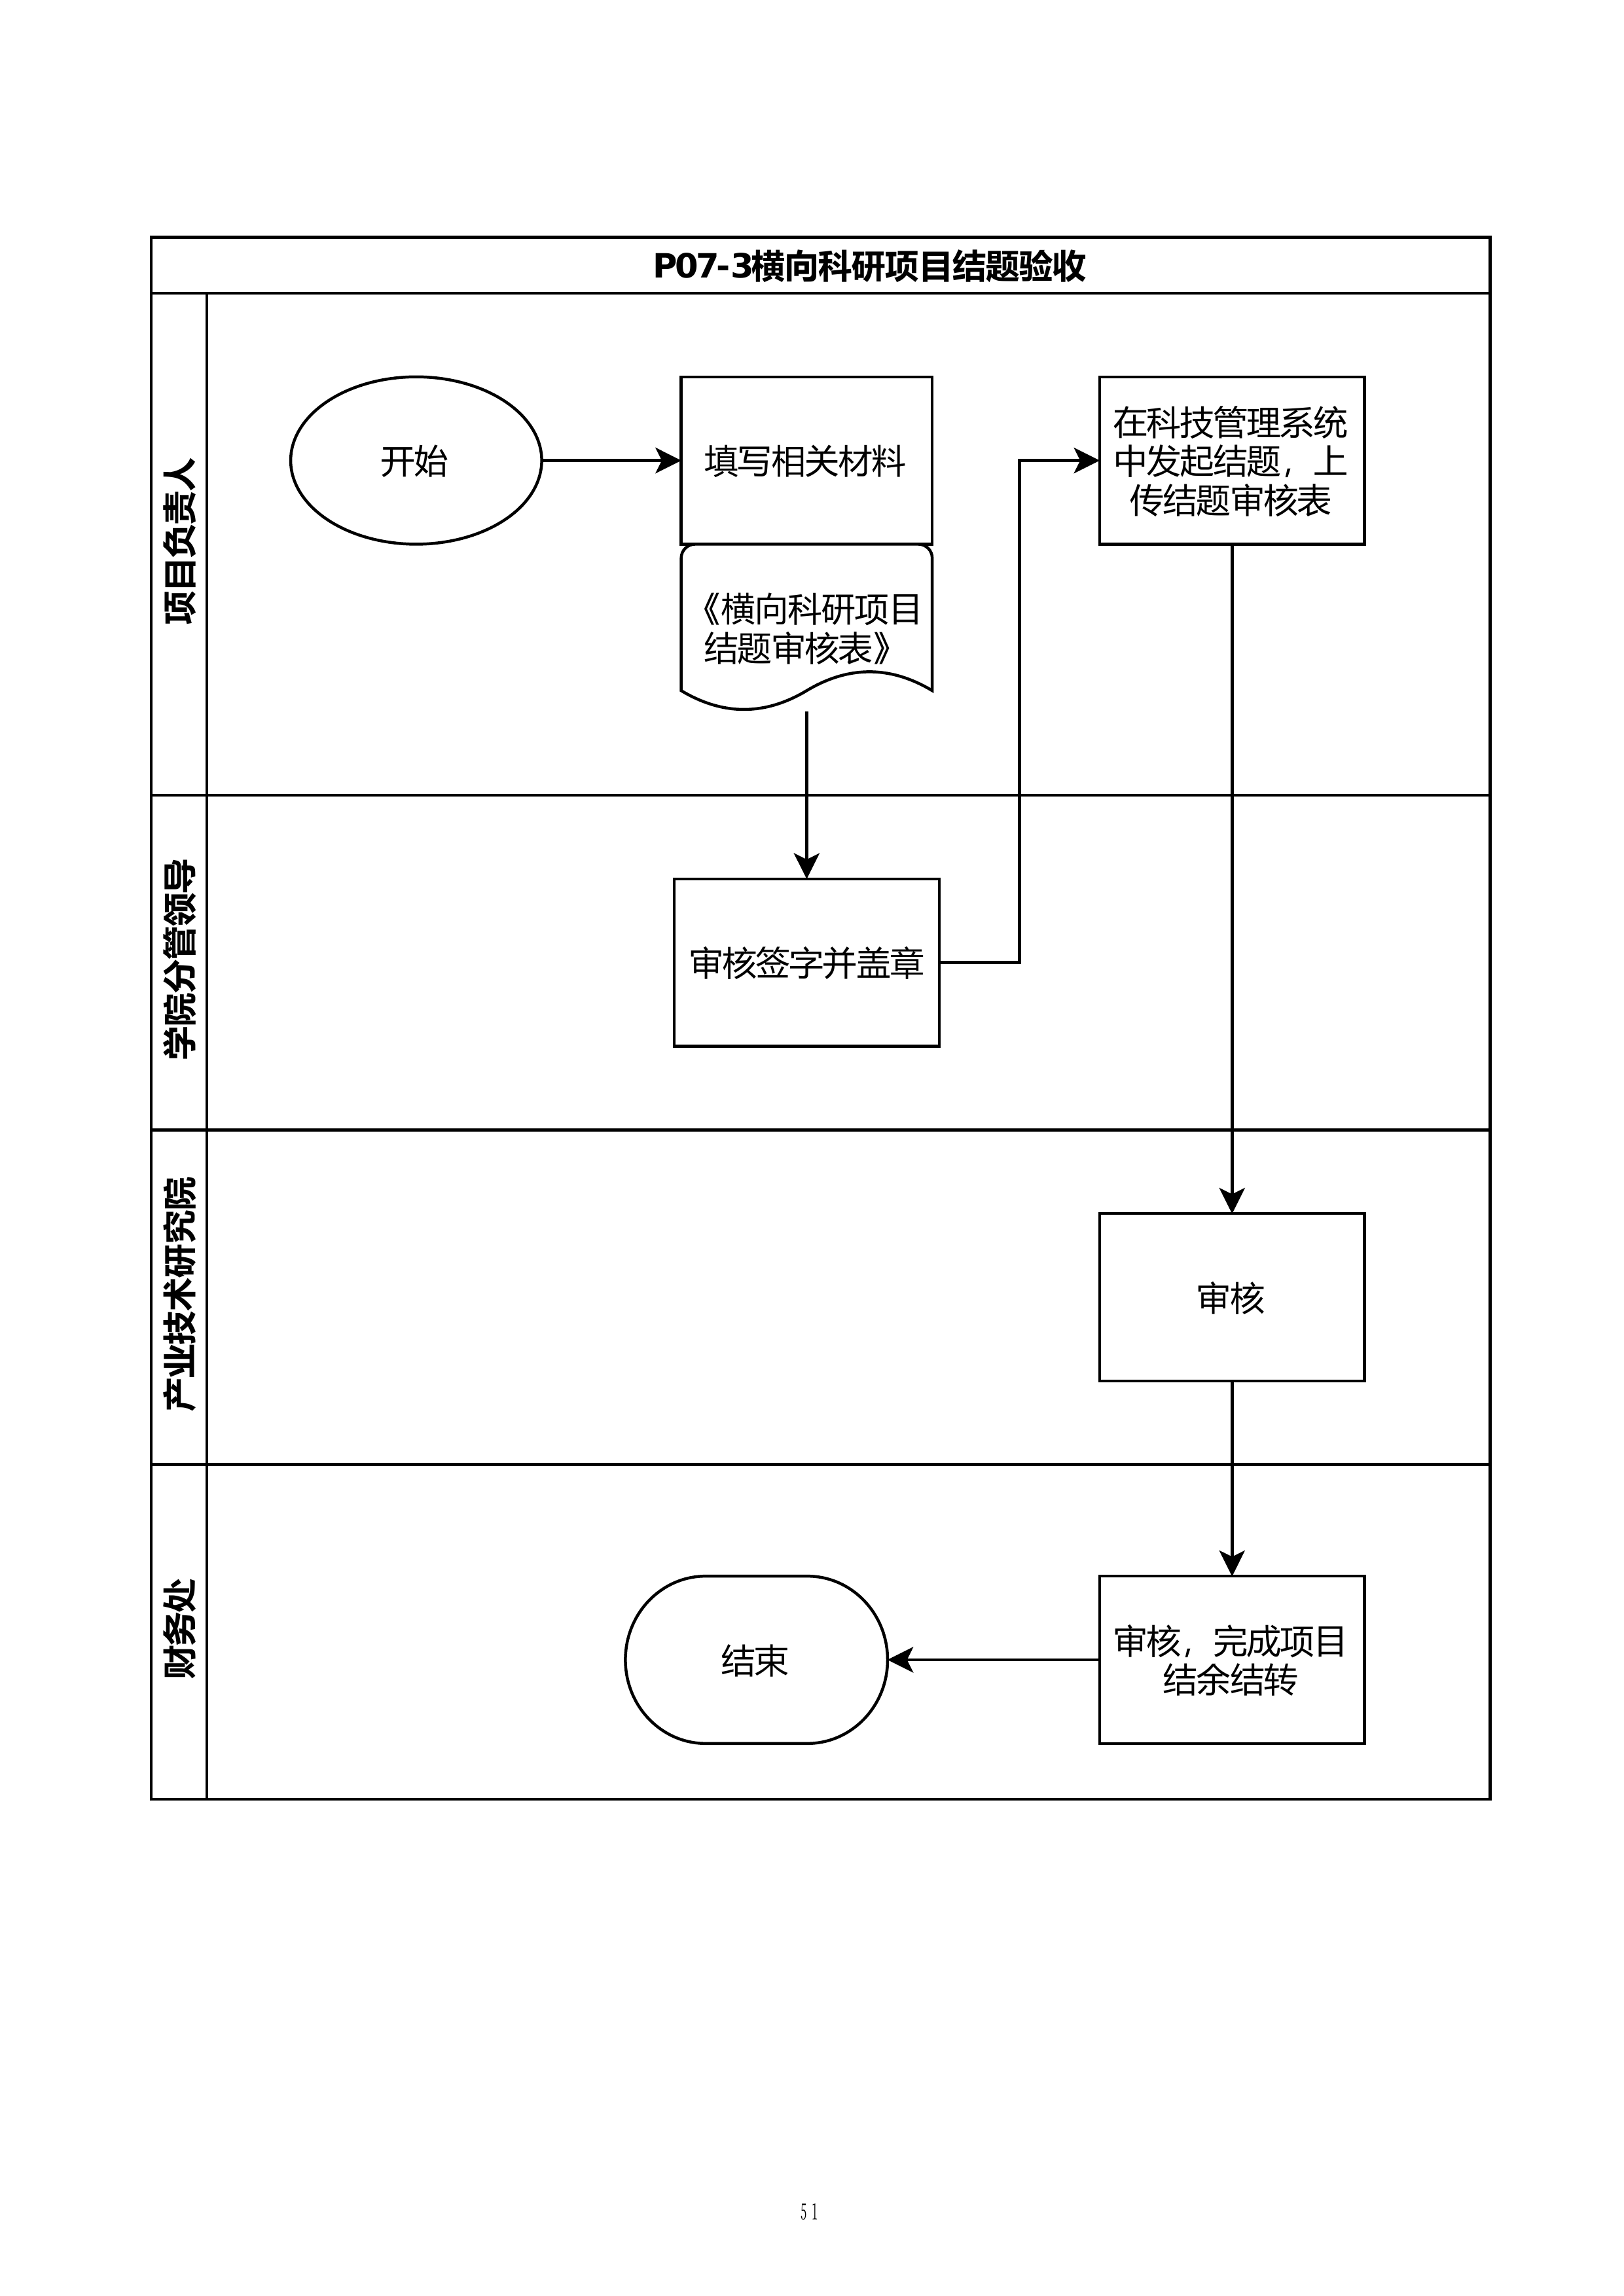 P07-3横向科研项目结题验收
项目负责人
开始
填写相关材料
在科技管理系统
中发起结题，上
传结题审核表
《横向科研项目
结题审核表》
学院分管领导
审核签字并盖章
产业技术研究院
审核
财务处
结束
审核，完成项目
结余结转
51